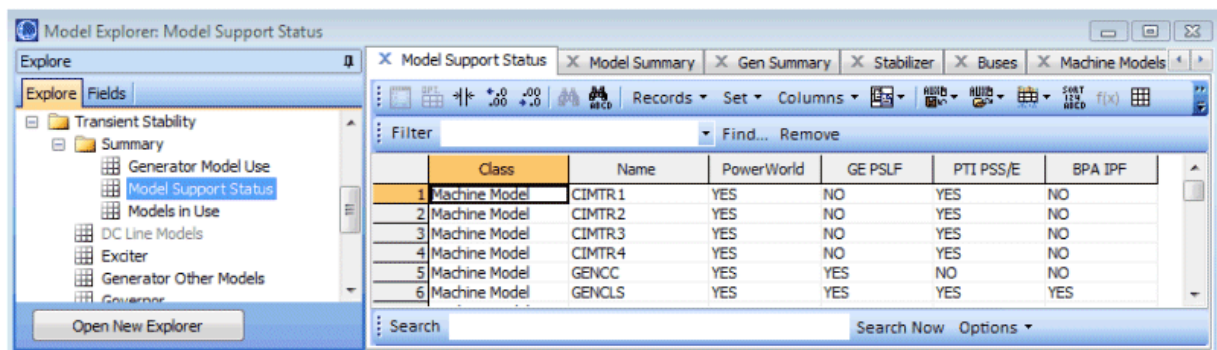 Model Explorer: Model Support Status
Explore
Explore Fields
Transient Stability
Summary
Generator Model Use
Model Support Status
Models in Use
DC Line Models
Exciter
Generator Other Models
Governor
Open New Explorer
Model Support Status Model Summary Gen Summary Stabilizer Buses Machine Models
Records Set Columns
Filter Find... Remove
Class Name PowerWorld GE PSLF PTI PSS/E BPA IPF
1 Machine Model CIMTR1 YES NO YES NO
2 Machine Model CIMTR2 YES NO YES NO
3 Machine Model CIMTR3 YES NO YES NO
4 Machine Model CIMTR4 YES NO YES NO
5 Machine Model GENCC YES YES NO NO
6 Machine Model GENCLS YES YES YES YES
Search Search Now Options